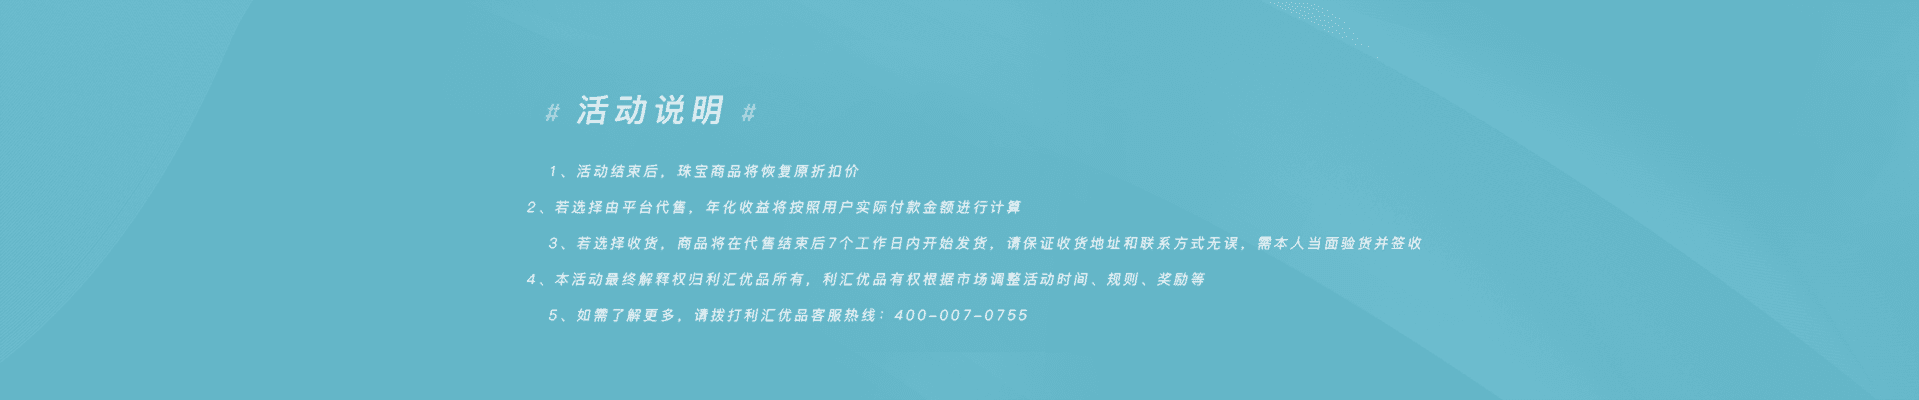 # 活动说明 #
1、活动结束后，珠宝商品将恢复原折扣价
2、若选择由平台代售，年化收益将按照用户实际付款金额进行计算
3、若选择收货，商品将在代售结束后7个工作日内开始发货，请保证收货地址和联系方式无误，需本人当面验货并签收
4、本活动最终解释权归利汇优品所有，利汇优品有权根据市场调整活动时间、规则、奖励等
5、如需了解更多，请拨打利汇优品客服热线：400-007-0755